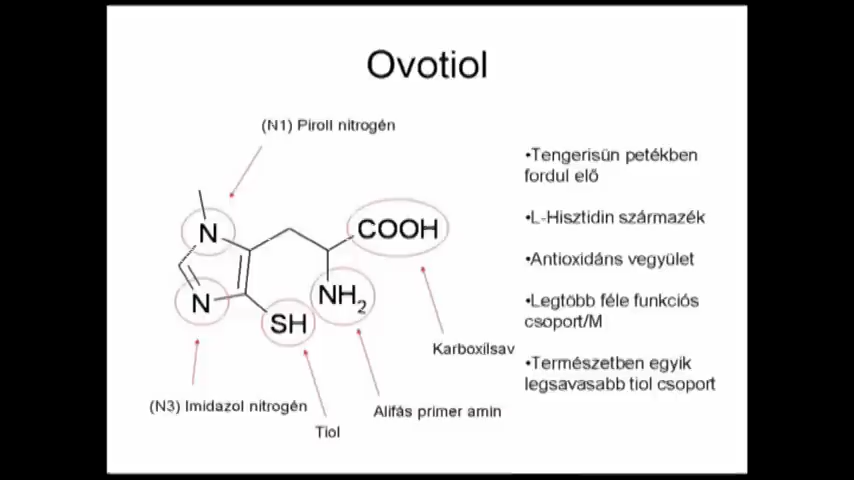 Ovotiol
(N1) Piroll nitrogén
•Tengerisün petékben
fordul elő
•L-Hisztidin származék
•Antioxidáns vegyület
•Legtöbb féle funkciós
csoport/M
•Természetben egyik
legsavasabb tiol csoport
N
COOH
N
NH2
SH
Karboxilsav
(N3) Imidazol nitrogén
Alifás primer amin
Tiol